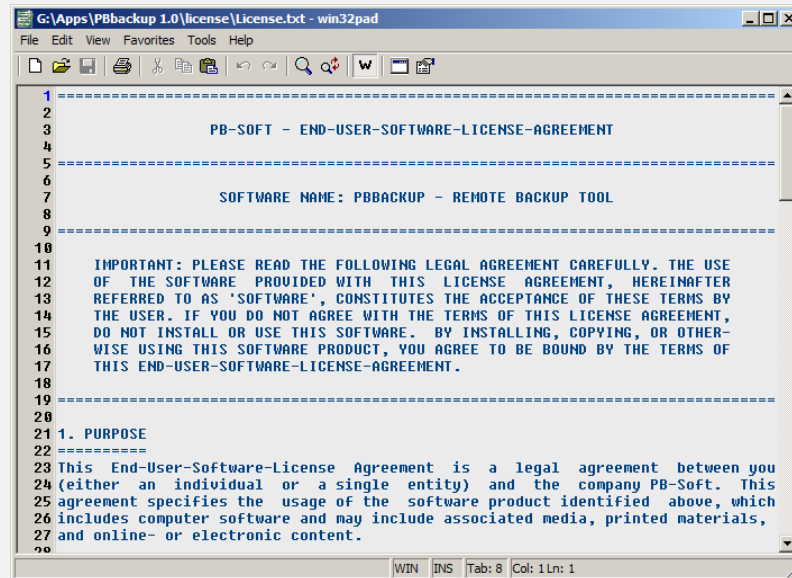 G:\Apps\PBbackup 1.0\license\License.txt - win32pad
File Edit View Favorites Tools Help
W
1 ================================================================================
2
3 PB-SOFT - END-USER-SOFTWARE-LICENSE-AGREEMENT
4
5 ================================================================================
6
7 SOFTWARE NAME: PBBACKUP - REMOTE BACKUP TOOL
8
9 ================================================================================
10
11 IMPORTANT: PLEASE READ THE FOLLOWING LEGAL AGREEMENT CAREFULLY. THE USE
12 OF THE SOFTWARE PROVIDED WITH THIS LICENSE AGREEMENT, HEREINAFTER
13 REFERRED TO AS 'SOFTWARE', CONSTITUTES THE ACCEPTANCE OF THESE TERMS BY
14 THE USER. IF YOU DO NOT AGREE WITH THE TERMS OF THIS LICENSE AGREEMENT,
15 DO NOT INSTALL OR USE THIS SOFTWARE. BY INSTALLING, COPYING, OR OTHER-
16 WISE USING THIS SOFTWARE PRODUCT, YOU AGREE TO BE BOUND BY THE TERMS OF
17 THIS END-USER-SOFTWARE-LICENSE-AGREEMENT.
18
19 ================================================================================
20
21 1. PURPOSE
22 ==========
23 This End-User-Software-License Agreement is a legal agreement between you
24 (either an individual or a single entity) and the company PB-Soft. This
25 agreement specifies the usage of the software product identified above, which
26 includes computer software and may include associated media, printed materials,
27 and online- or electronic content.
28
WIN INS Tab: 8 Col: 1 Ln: 1